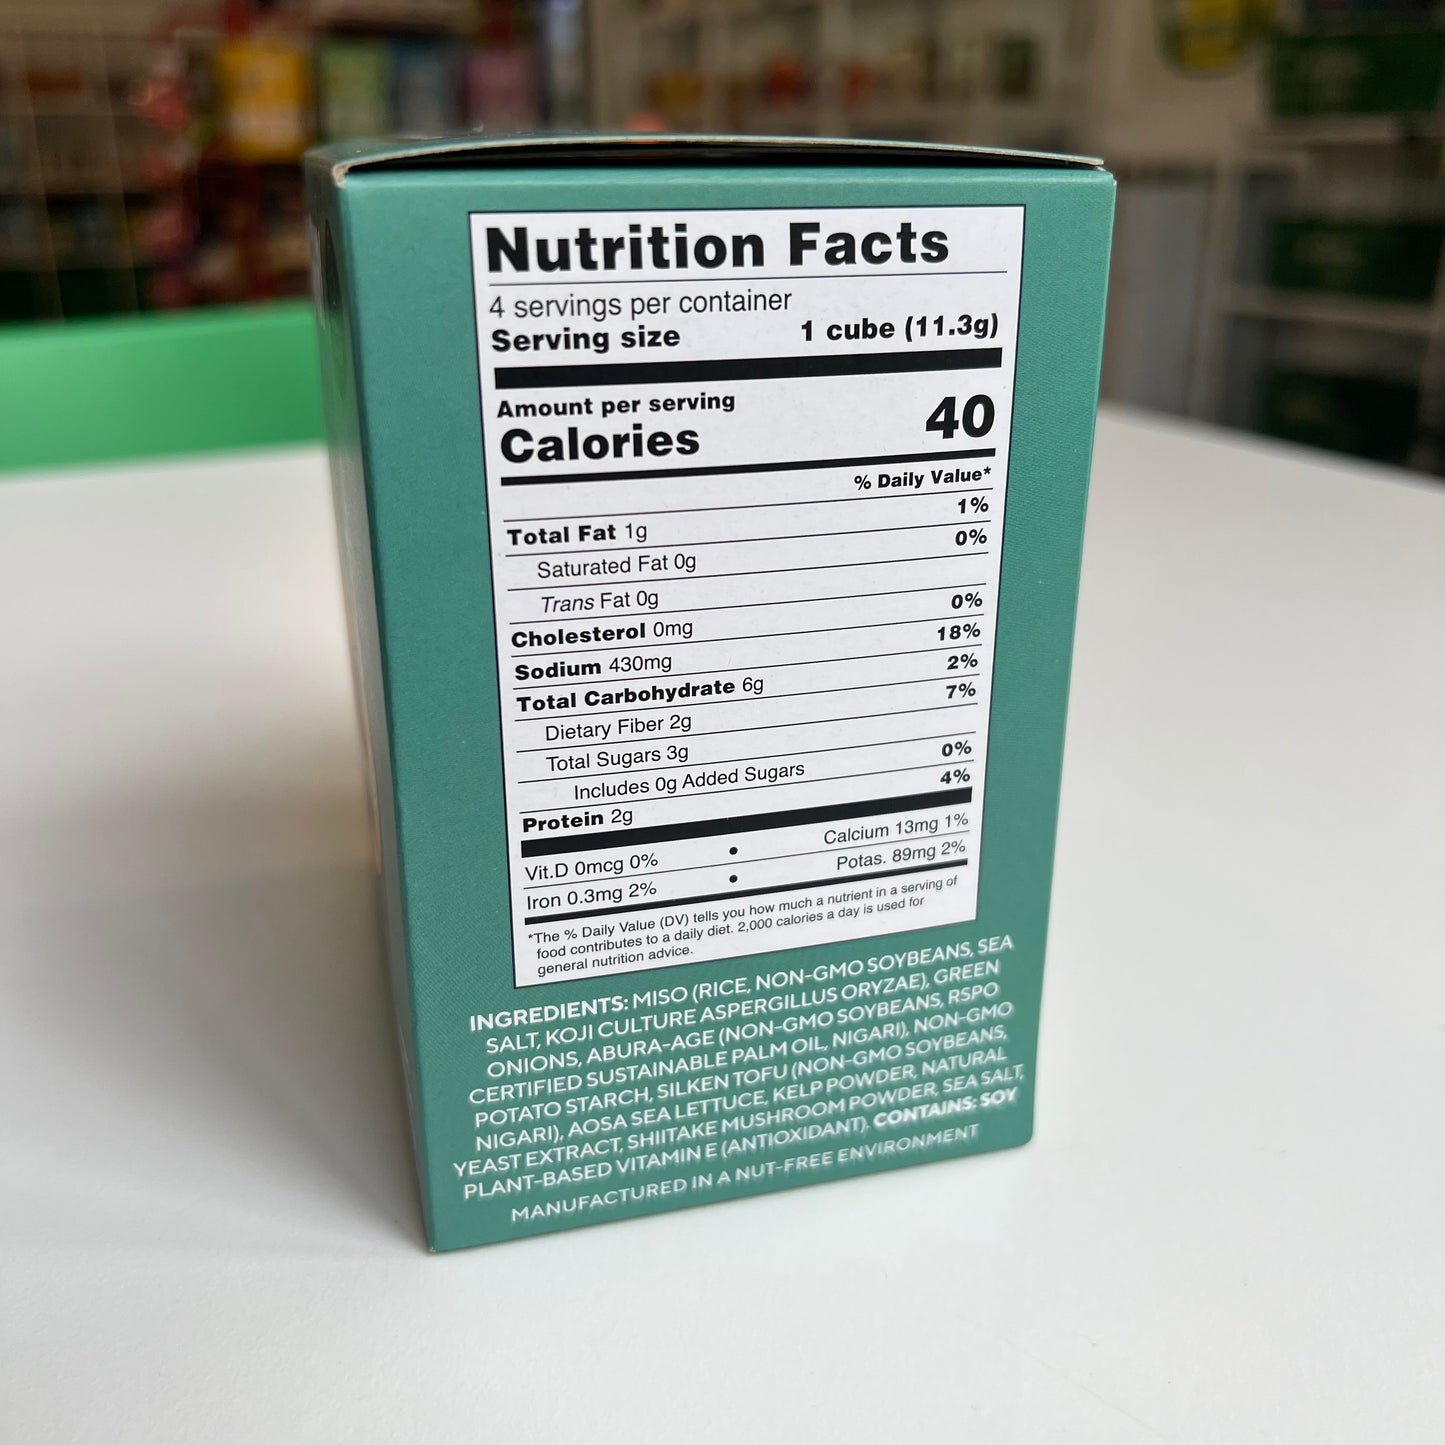 Nutrition Facts
4 servings per container
Serving size 1 cube (11.3g)
Amount per serving
Calories 40
% Daily Value*
Total Fat 1g 1%
Saturated Fat 0g 0%
Trans Fat 0g
Cholesterol 0mg 0%
Sodium 430mg 18%
Total Carbohydrate 6g 2%
Dietary Fiber 2g 7%
Total Sugars 3g
Includes 0g Added Sugars 0%
Protein 2g 4%
Vit.D 0mcg 0% • Calcium 13mg 1%
Iron 0.3mg 2% • Potas. 89mg 2%
*The % Daily Value (DV) tells you how much a nutrient in a serving of
food contributes to a daily diet. 2,000 calories a day is used for
general nutrition advice.
INGREDIENTS: MISO (RICE, NON-GMO SOYBEANS, SEA
SALT, KOJI CULTURE ASPERGILLUS ORYZAE), GREEN
ONIONS, ABURA-AGE (NON-GMO SOYBEANS, RSPO
CERTIFIED SUSTAINABLE PALM OIL, NIGARI), NON-GMO
POTATO STARCH, SILKEN TOFU (NON-GMO SOYBEANS,
NIGARI), AOSA SEA LETTUCE, KELP POWDER, NATURAL
YEAST EXTRACT, SHIITAKE MUSHROOM POWDER, SEA SALT,
PLANT-BASED VITAMIN E (ANTIOXIDANT). CONTAINS: SOY
MANUFACTURED IN A NUT-FREE ENVIRONMENT